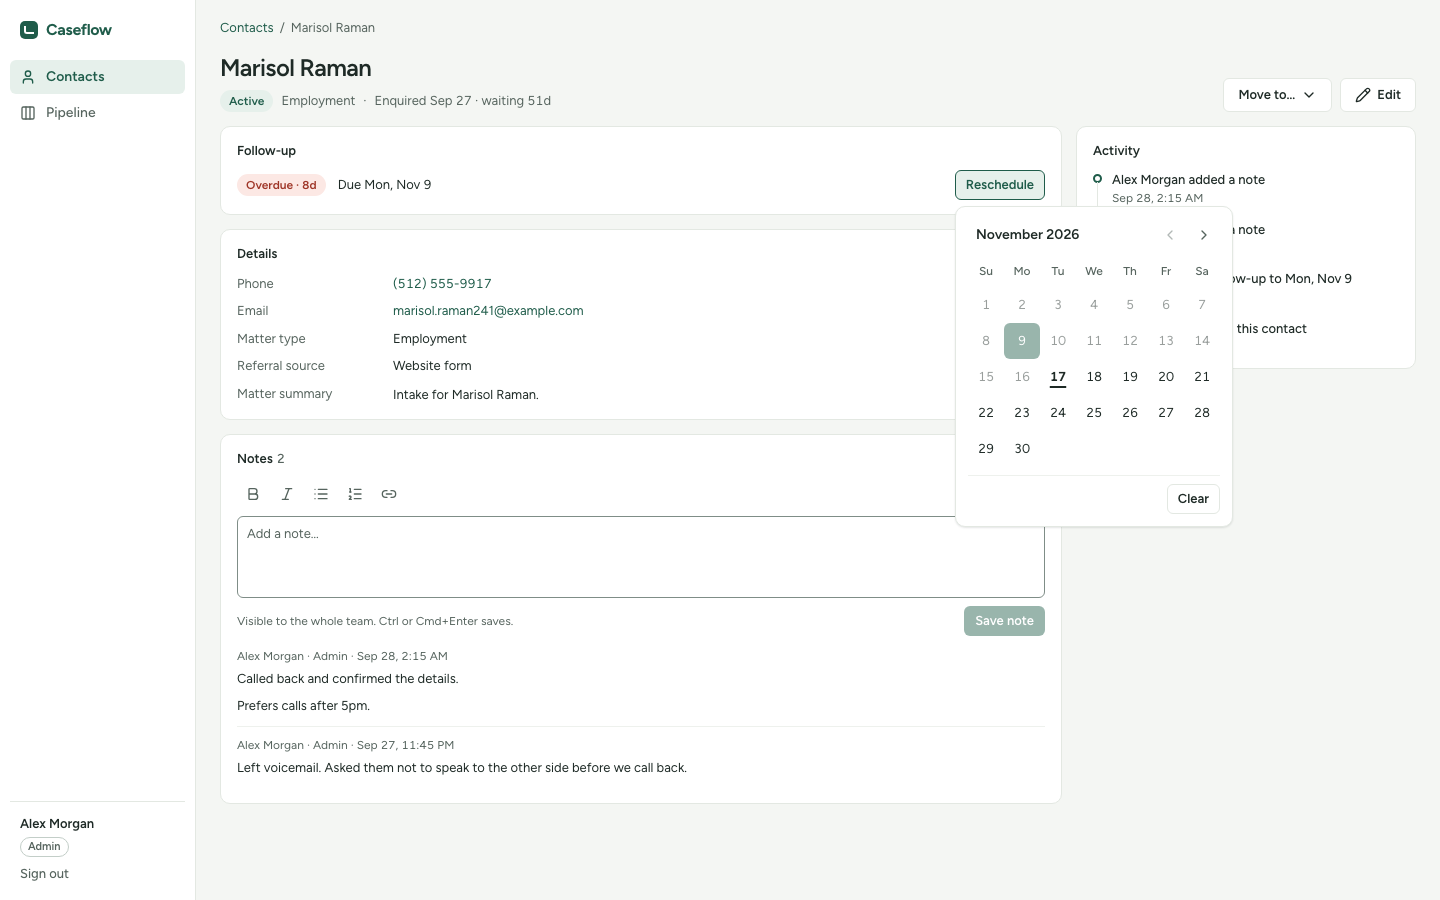 Caseflow
Contacts
Pipeline
Alex Morgan
Admin
Sign out
Contacts / Marisol Raman
Marisol Raman
Active Employment · Enquired Sep 27 · waiting 51d
Move to...
Edit
Follow-up
Overdue · 8d Due Mon, Nov 9
Reschedule
Details
Phone (512) 555-9917
Email marisol.raman241@example.com
Matter type Employment
Referral source Website form
Matter summary Intake for Marisol Raman.
Notes 2
Add a note...
Visible to the whole team. Ctrl or Cmd+Enter saves.
Save note
Alex Morgan · Admin · Sep 28, 2:15 AM
Called back and confirmed the details.
Prefers calls after 5pm.
Alex Morgan · Admin · Sep 27, 11:45 PM
Left voicemail. Asked them not to speak to the other side before we call back.
November 2026
Su Mo Tu We Th Fr Sa
1 2 3 4 5 6 7
8 9 10 11 12 13 14
15 16 17 18 19 20 21
22 23 24 25 26 27 28
29 30
Clear
Activity
Alex Morgan added a note
Sep 28, 2:15 AM
note
to Mon, Nov 9
this contact